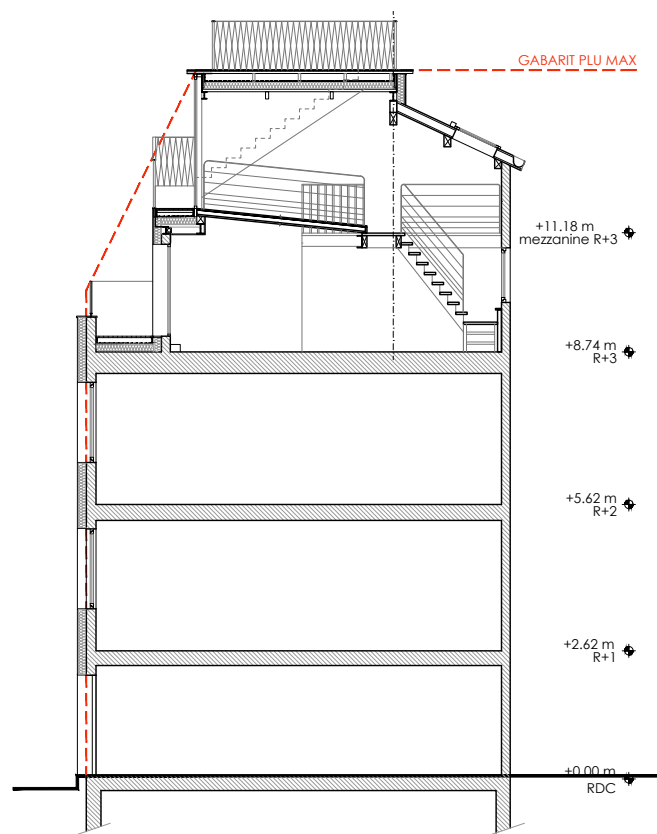 GABARIT PLU MAX
+11.18 m
mezzanine R+3
+8.74 m
R+3
+5.62 m
R+2
+2.62 m
R+1
+0.00 m
RDC